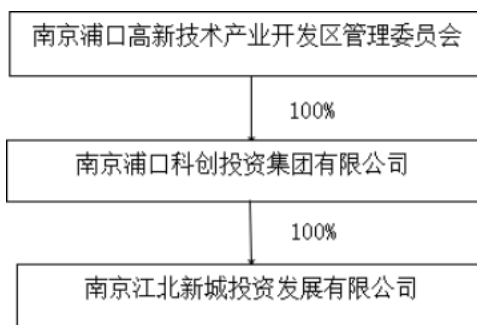 南京浦口高新技术产业开发区管理委员会
100%
南京浦口科创投资集团有限公司
100%
南京江北新城投资发展有限公司